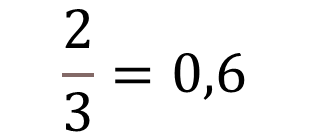 2/3 = 0,6